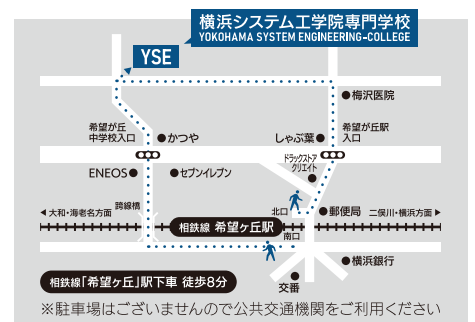 横浜システム工学院専門学校
YOKOHAMA SYSTEM ENGINEERING-COLLEGE
YSE
梅沢医院
希望が丘
中学校入口
かつや
しゃぶ葉
希望が丘駅
入口
ドラックストア
クリエイト
ENEOS
セブンイレブン
跨線橋
北口
郵便局
◀ 大和・海老名方面
二俣川・横浜方面 ▶
相鉄線 希望ヶ丘駅
南口
横浜銀行
相鉄線「希望ヶ丘」駅下車 徒歩8分
交番
※駐車場はございませんので公共交通機関をご利用ください